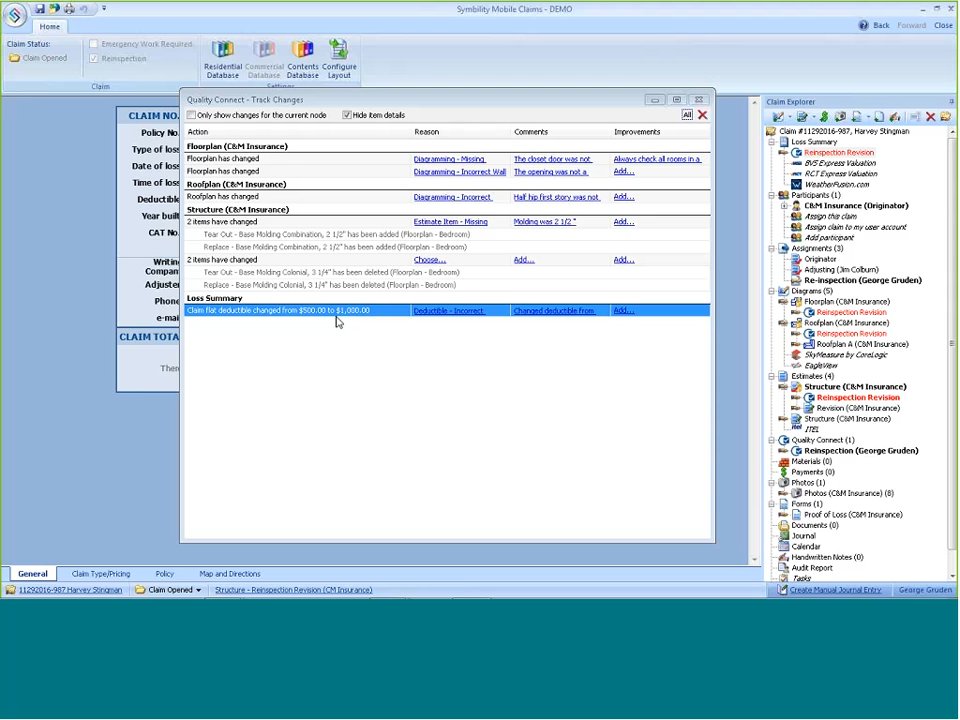 Symbility Mobile Claims - DEMO
Home
Back Forward Close
Claim Status:
Claim Opened
Emergency Work Required
Reinspection
Claim
Residential Database
Commercial Database
Contents Database
Configure Layout
Settings
CLAIM NO.
Policy No.
Type of loss
Date of loss
Time of loss
Deductible
Year built
CAT No.
Writing
Company
Adjuster
Phone
e-mail
CLAIM TOTA
There
Quality Connect - Track Changes
Only show changes for the current node
Hide item details
All
Action Reason Comments Improvements
Floorplan (C&M Insurance)
Floorplan has changed Diagramming - Missing The closet door was not Always check all rooms in a
Floorplan has changed Diagramming - Incorrect Wall The opening was not a Add...
Roofplan (C&M Insurance)
Roofplan has changed Diagramming - Incorrect Half hip first story was not Add...
Structure (C&M Insurance)
2 items have changed Estimate Item - Missing Molding was 2 1/2 " Add...
Tear Out - Base Molding Combination, 2 1/2" has been added (Floorplan - Bedroom)
Replace - Base Molding Combination, 2 1/2" has been added (Floorplan - Bedroom)
2 items have changed Choose... Add... Add...
Tear Out - Base Molding Colonial, 3 1/4" has been deleted (Floorplan - Bedroom)
Replace - Base Molding Colonial, 3 1/4" has been deleted (Floorplan - Bedroom)
Loss Summary
Claim flat deductible changed from $500.00 to $1,000.00 Deductible - Incorrect Changed deductible from Add...
Claim Explorer
Claim #11292016-987, Harvey Stingman
Loss Summary
Reinspection Revision
BVS Express Valuation
RCT Express Valuation
WeatherFusion.com
Participants (1)
C&M Insurance (Originator)
Assign this claim
Assign claim to my user account
Add participant
Assignments (3)
Originator
Adjusting (Jim Colburn)
Re-inspection (George Gruden)
Diagrams (5)
Floorplan (C&M Insurance)
Reinspection Revision
Roofplan (C&M Insurance)
Reinspection Revision
Roofplan A (C&M Insurance)
SkyMeasure by CoreLogic
EagleView
Estimates (4)
Structure (C&M Insurance)
Reinspection Revision
Revision (C&M Insurance)
Structure (C&M Insurance)
ITEL
Quality Connect (1)
Reinspection (George Gruden)
Materials (0)
Payments (0)
Photos (1)
Photos (C&M Insurance) (8)
Forms (1)
Proof of Loss (C&M Insurance)
Documents (0)
Journal
Calendar
Handwritten Notes (0)
Audit Report
Tasks
General Claim Type/Pricing Policy Map and Directions
11292016-987 Harvey Stingman Claim Opened Structure - Reinspection Revision (CM Insurance) Create Manual Journal Entry George Gruden